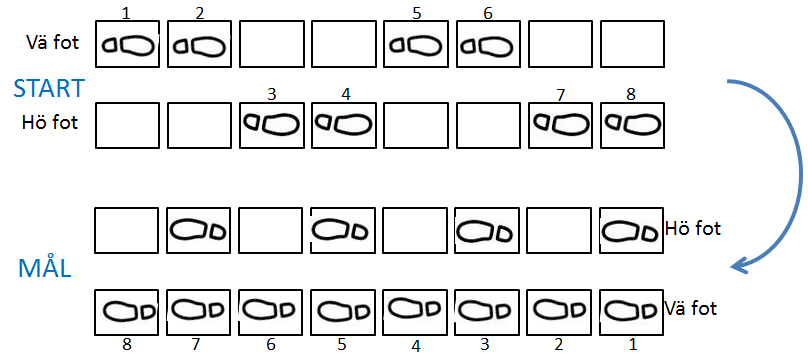 1 2 5 6
Vä fot
START
3 4 7 8
Hö fot
Hö fot
MÅL
Vä fot
8 7 6 5 4 3 2 1